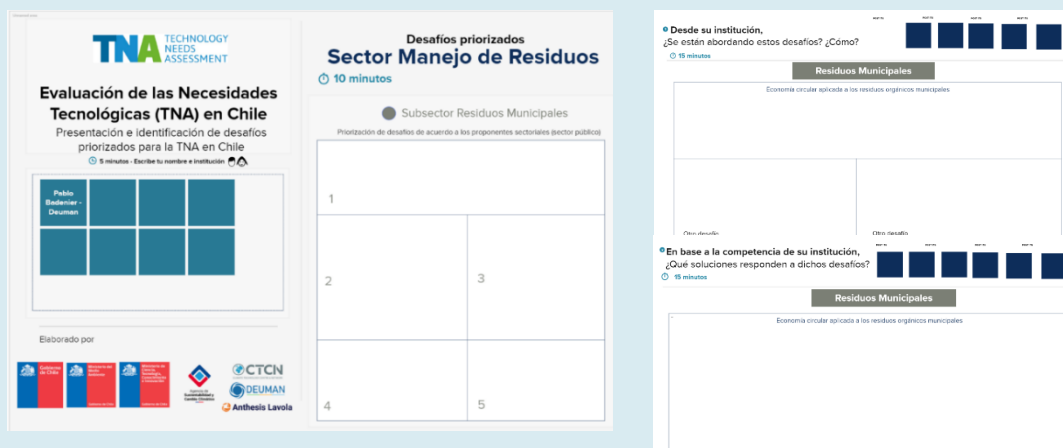 TNA TECHNOLOGY
NEEDS
ASSESSMENT
Evaluación de las Necesidades
Tecnológicas (TNA) en Chile
Presentación e identificación de desafíos
priorizados para la TNA en Chile
5 minutos - Escribe tu nombre e institución
Pablo
Badenier -
Deuman
Elaborado por
Gobierno
de Chile
CTCN
DEUMAN
Anthesis Lavola
Desafíos priorizados
Sector Manejo de Residuos
10 minutos
Subsector Residuos Municipales
Priorización de desafíos de acuerdo a los proponentes sectoriales (sector público)
1
2
3
4
5
Desde su institución,
¿Se están abordando estos desafíos? ¿Cómo?
15 minutos
Residuos Municipales
Economía circular aplicada a los residuos orgánicos municipales.
Otro desafío
Otro desafío
En base a la competencia de su institución,
¿Qué soluciones responden a dichos desafíos?
15 minutos
Residuos Municipales
Economía circular aplicada a los residuos orgánicos municipales